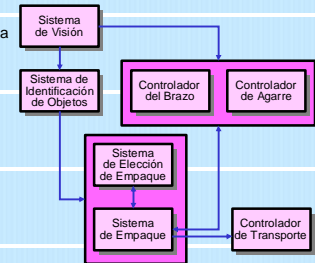 a
Sistema
de Visión
Sistema de
Identificación
de Objetos
Controlador
del Brazo
Controlador
de Agarre
Sistema
de Elección
de Empaque
Sistema
de Empaque
Controlador
de Transporte